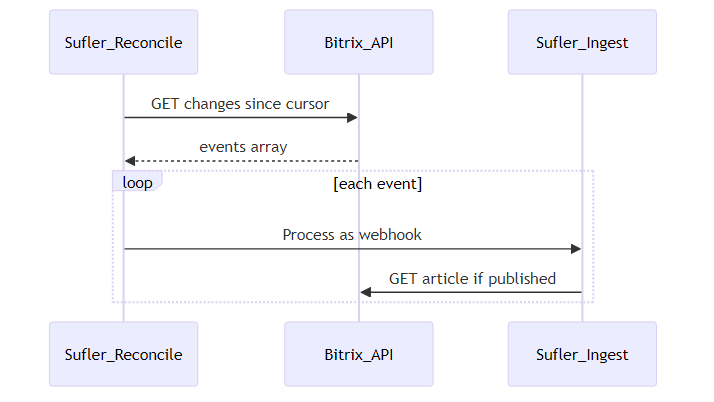 Sufler_Reconcile
Bitrix_API
Sufler_Ingest
GET changes since cursor
events array
loop
[each event]
Process as webhook
GET article if published
Sufler_Reconcile
Bitrix_API
Sufler_Ingest